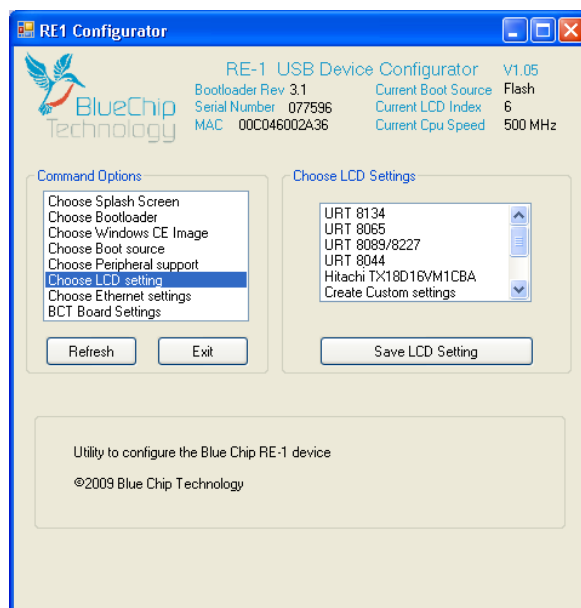 RE1 Configurator
RE-1 USB Device Configurator V1.05
BlueChip
Technology
Bootloader Rev 3.1 Current Boot Source Flash
Serial Number 077596 Current LCD Index 6
MAC 00C046002A36 Current Cpu Speed 500 MHz
Command Options
Choose Splash Screen
Choose Bootloader
Choose Windows CE Image
Choose Boot source
Choose Peripheral support
Choose LCD setting
Choose Ethernet settings
BCT Board Settings
Refresh Exit
Choose LCD Settings
URT 8134
URT 8065
URT 8089/8227
URT 8044
Hitachi TX18D16VM1CBA
Create Custom settings
Save LCD Setting
Utility to configure the Blue Chip RE-1 device
©2009 Blue Chip Technology